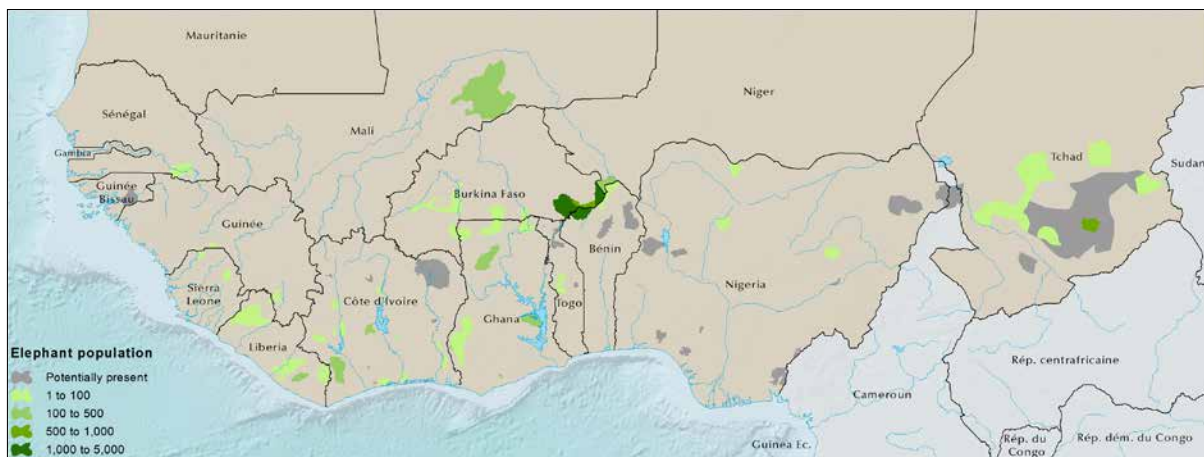 Mauritanie
Niger
Sénégal
Mali
Tchad
Sudan
Gambia
Guinée
Bissau
Burkina Faso
Guinée
Bénin
Sierra
Leone
Côte d'Ivoire
Ghana
Togo
Nigeria
Liberia
Rép. centrafricaine
Cameroun
Guinea Ec.
Rép. du
Congo
Rép. dém. du Congo
Elephant population
Potentially present
1 to 100
100 to 500
500 to 1,000
1,000 to 5,000